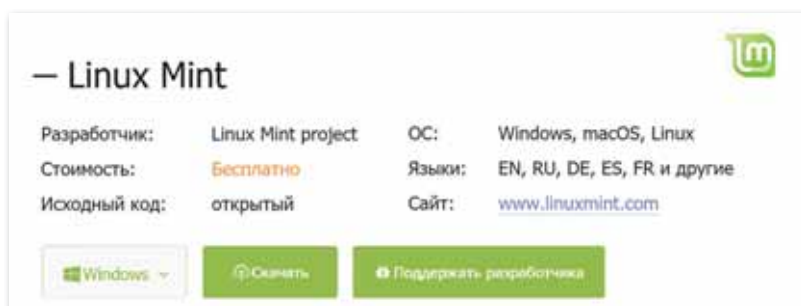 lm
— Linux Mint
Разработчик: Linux Mint project ОС: Windows, macOS, Linux
Стоимость: Бесплатно Языки: EN, RU, DE, ES, FR и другие
Исходный код: открытый Сайт: www.linuxmint.com
Windows Скачать Поддержать разработчика